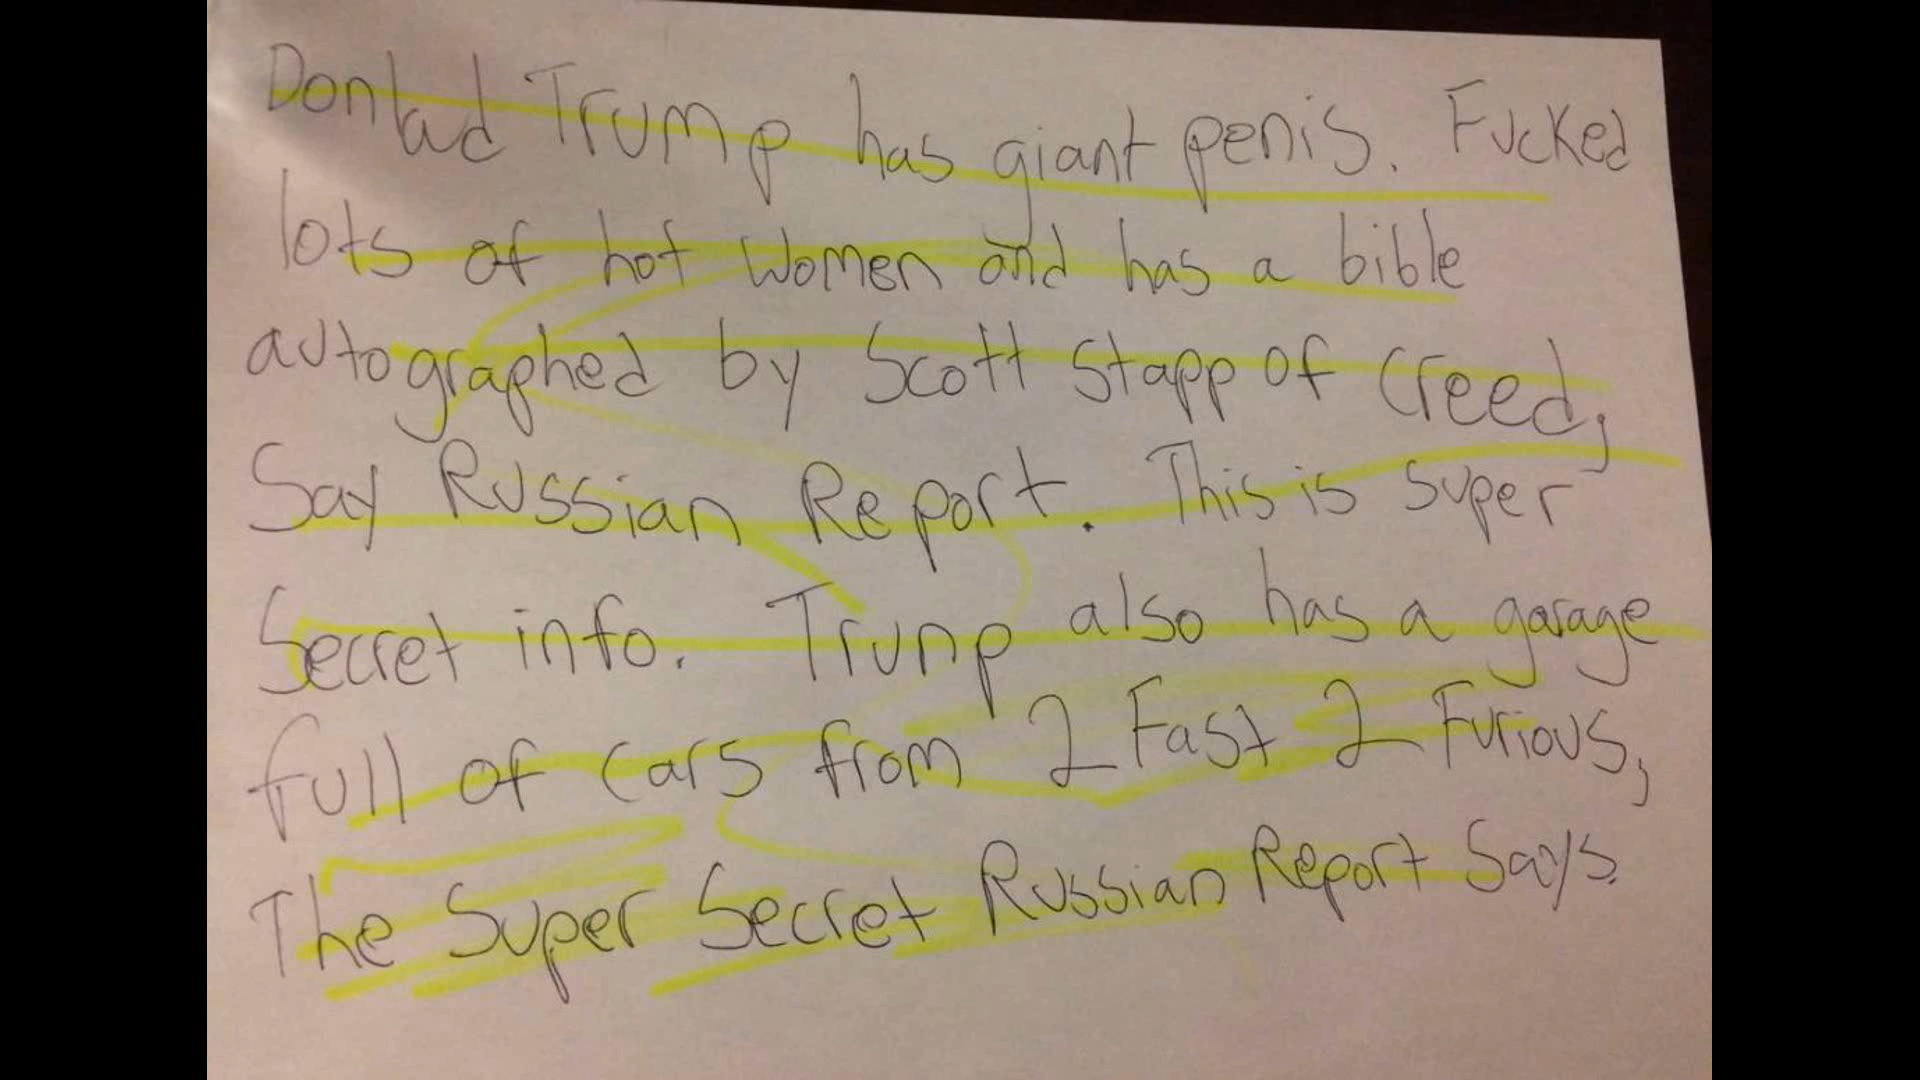 Donlad Trump has giant penis. Fucked
lots of hot women and has a bible
autographed by Scott Stapp of Creed,
Say Russian Report. This is super
Secret info. Trunp also has a garage
full of cars from 2 Fast 2 Furious,
The Super Secret Russian Report Says.